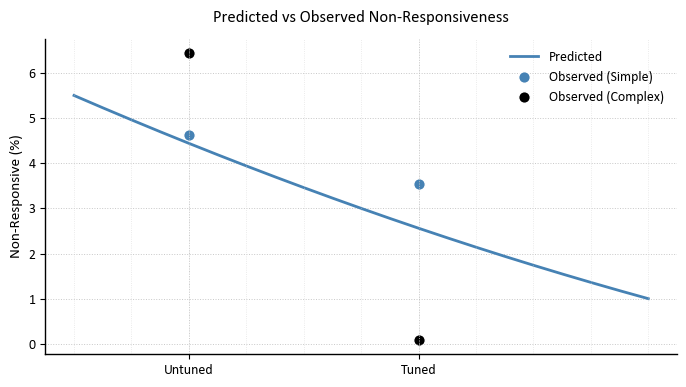 Predicted vs Observed Non-Responsiveness
Predicted
Observed (Simple)
Observed (Complex)
Non-Responsive (%)
6
5
4
3
2
1
0
Untuned
Tuned